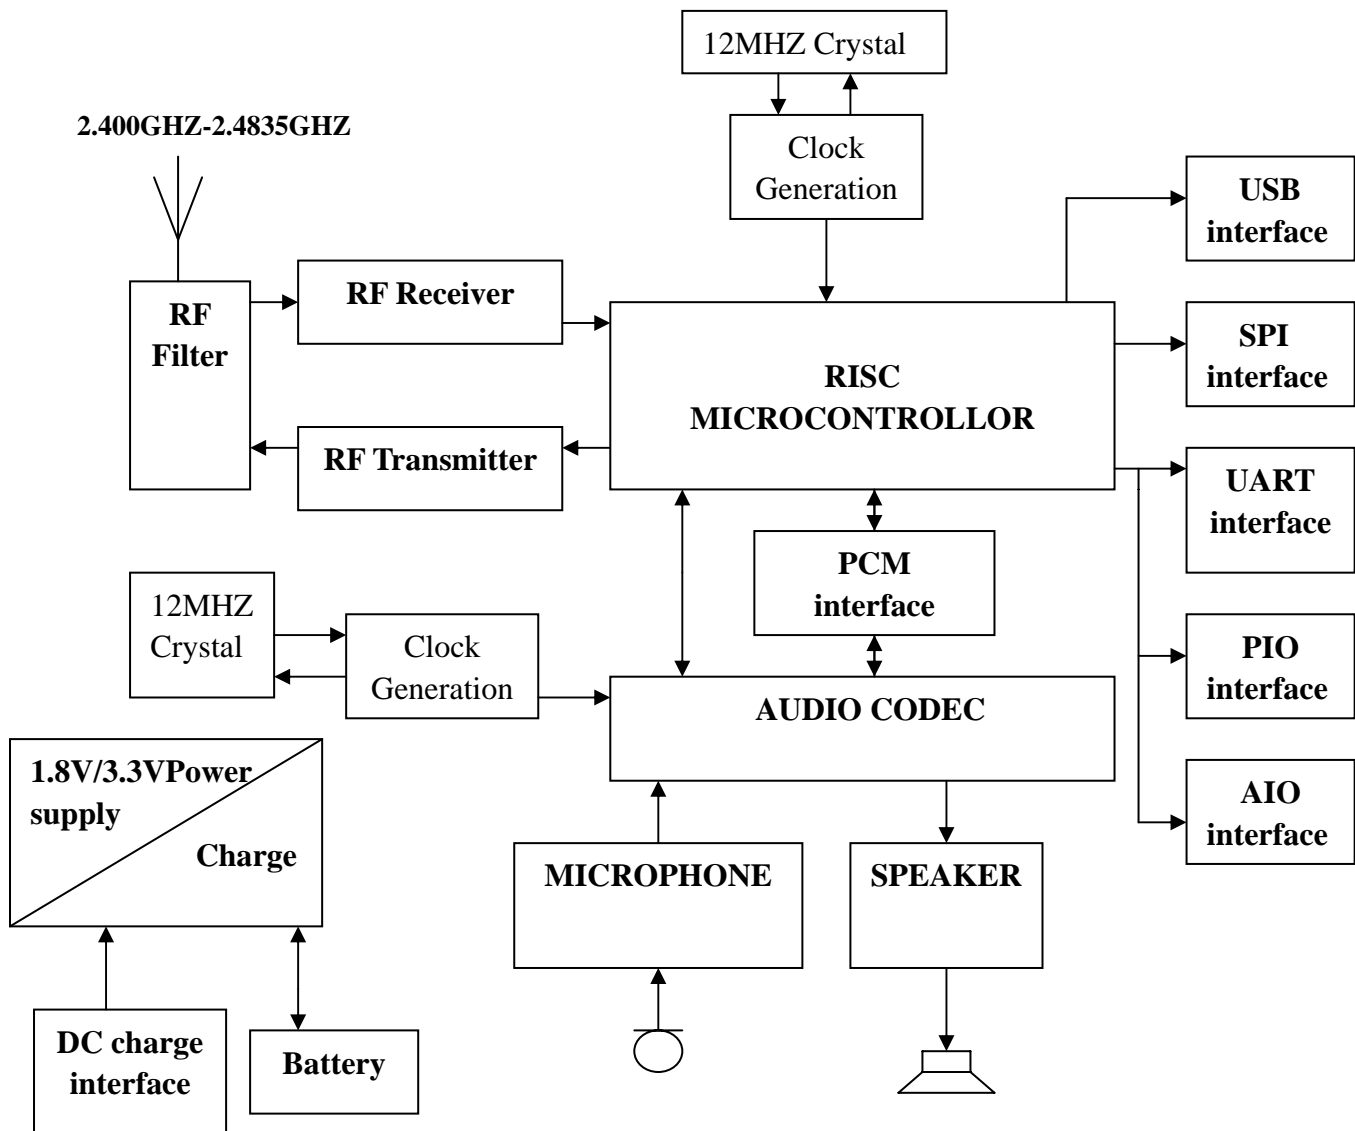 12MHZ Crystal
2.400GHZ-2.4835GHZ
Clock
Generation
USB
interface
RF Receiver
RF
Filter
SPI
interface
RISC
MICROCONTROLLOR
RF Transmitter
UART
interface
PCM
interface
12MHZ
Crystal
Clock
Generation
PIO
interface
AUDIO CODEC
1.8V/3.3VPower
supply
Charge
AIO
interface
MICROPHONE
SPEAKER
DC charge
interface
Battery